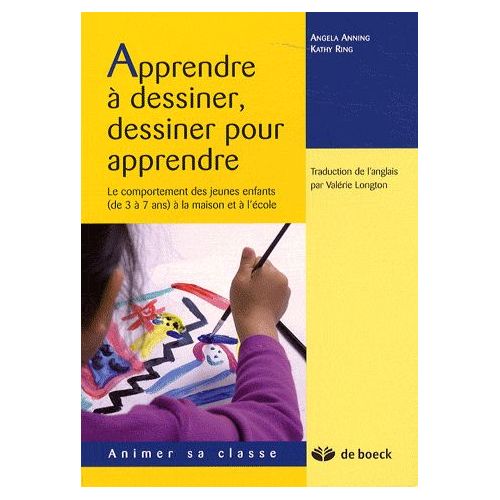 ANGELA ANNING
KATHY RING
Apprendre
à dessiner,
dessiner pour
apprendre
Le comportement des jeunes enfants
(de 3 à 7 ans) à la maison et à l'école
Traduction de l'anglais
par Valérie Longton
Animer sa classe
de boeck